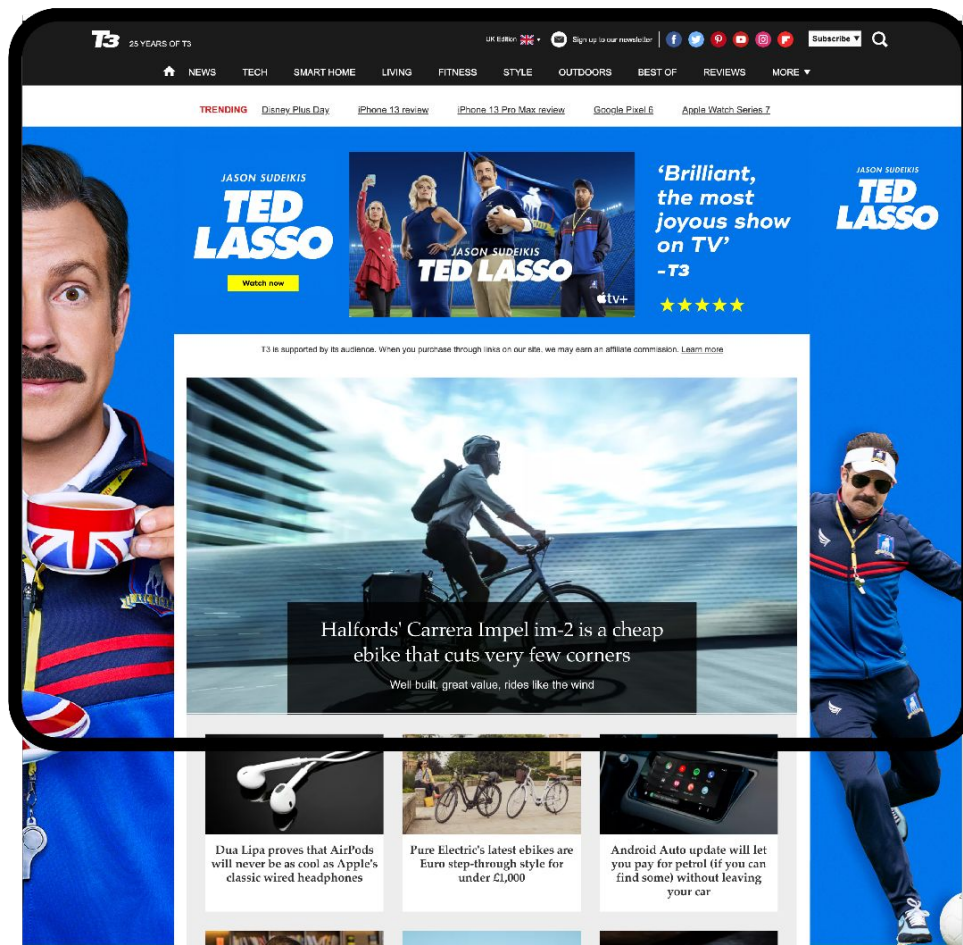 T3 25 YEARS OF T3
UK Edition
Sign up to our newsletter
Subscribe
NEWS TECH SMART HOME LIVING FITNESS STYLE OUTDOORS BEST OF REVIEWS MORE
TRENDING Disney Plus Day iPhone 13 review iPhone 13 Pro Max review Google Pixel 6 Apple Watch Series 7
JASON SUDEIKIS
TED
LASSO
Watch now
JASON SUDEIKIS
TED LASSO
tv+
‘Brilliant,
the most
joyous show
on TV’
-T3
JASON SUDEIKIS
TED
LASSO
T3 is supported by its audience. When you purchase through links on our site, we may earn an affiliate commission. Learn more
Halfords' Carrera Impel im-2 is a cheap
ebike that cuts very few corners
Well built, great value, rides like the wind
Dua Lipa proves that AirPods
will never be as cool as Apple's
classic wired headphones
Pure Electric's latest ebikes are
Euro step-through style for
under £1,000
Android Auto update will let
you pay for petrol (if you can
find some) without leaving
your car